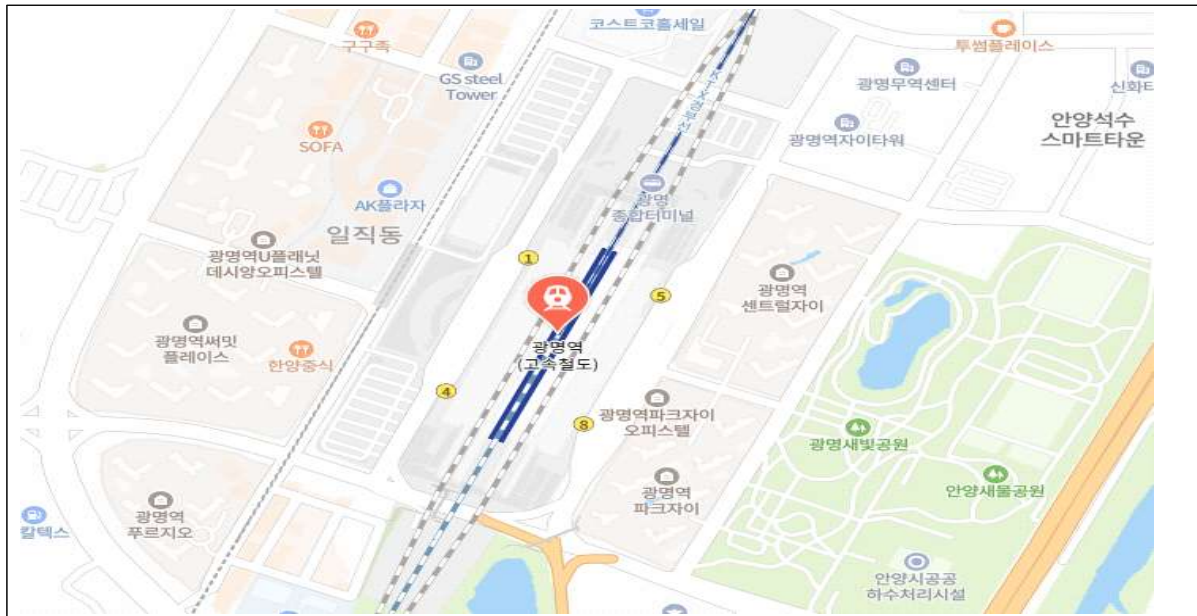 코스트코홀세일
투썸플레이스
구구족
GS steel
Tower
KTX경부선
광명무역센터
신화타
안양석수
스마트타운
광명역자이타워
SOFA
AK플라자
광명
종합터미널
일직동
광명역U플래닛
데시앙오피스텔
1
5
광명역
센트럴자이
광명역써밋
플레이스
한양중식
광명역
(고속철도)
4
8
광명역파크자이
오피스텔
광명새빛공원
안양새물공원
광명역
파크자이
광명역
푸르지오
칼텍스
안양시공공
하수처리시설